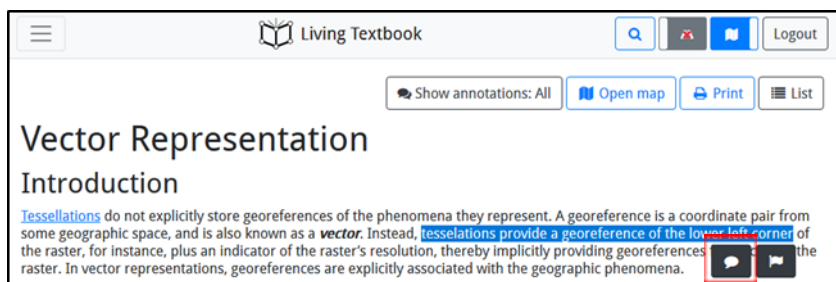 Living Textbook
Logout
Show annotations: All
Open map
Print
List
Vector Representation
Introduction
Tessellations do not explicitly store georeferences of the phenomena they represent. A georeference is a coordinate pair from
some geographic space, and is also known as a vector. Instead, tesselations provide a georeference of the lower left corner of
the raster, for instance, plus an indicator of the raster's resolution, thereby implicitly providing georeferences the
raster. In vector representations, georeferences are explicitly associated with the geographic phenomena.